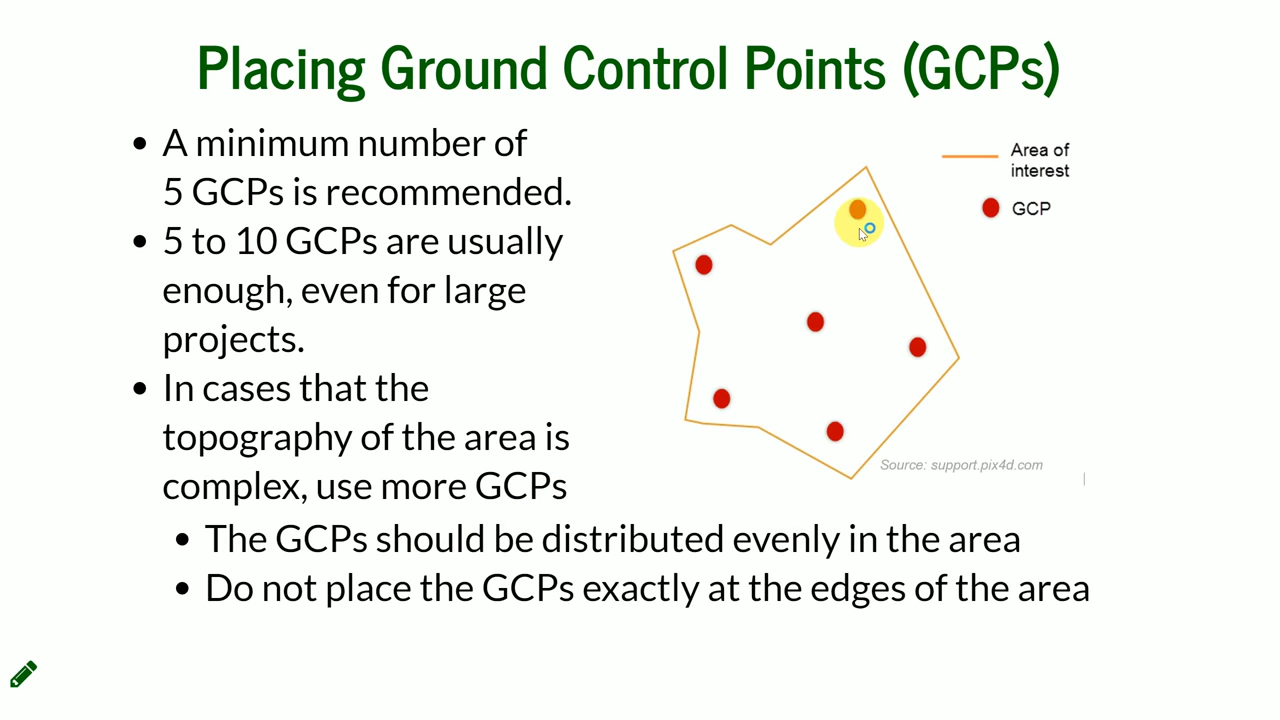 Placing Ground Control Points (GCPs)
• A minimum number of
5 GCPs is recommended.
• 5 to 10 GCPs are usually
enough, even for large
projects.
• In cases that the
topography of the area is
complex, use more GCPs
• The GCPs should be distributed evenly in the area
• Do not place the GCPs exactly at the edges of the area
Area of
interest
GCP
Source: support.pix4d.com